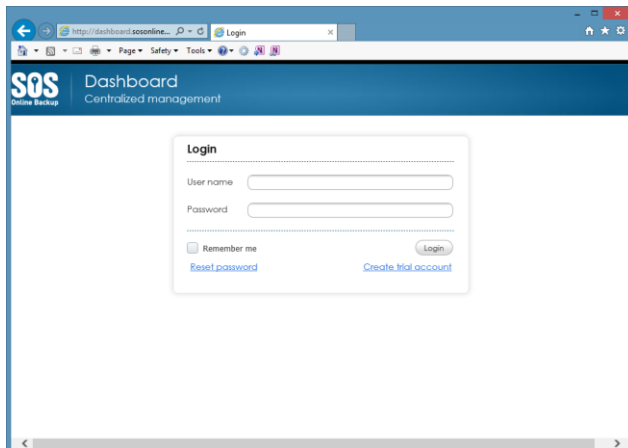 http://dashboard.sosonline...
Login
Page
Safety
Tools
SOS
Online Backup
Dashboard
Centralized management
Login
User name
Password
Remember me
Login
Reset password
Create trial account